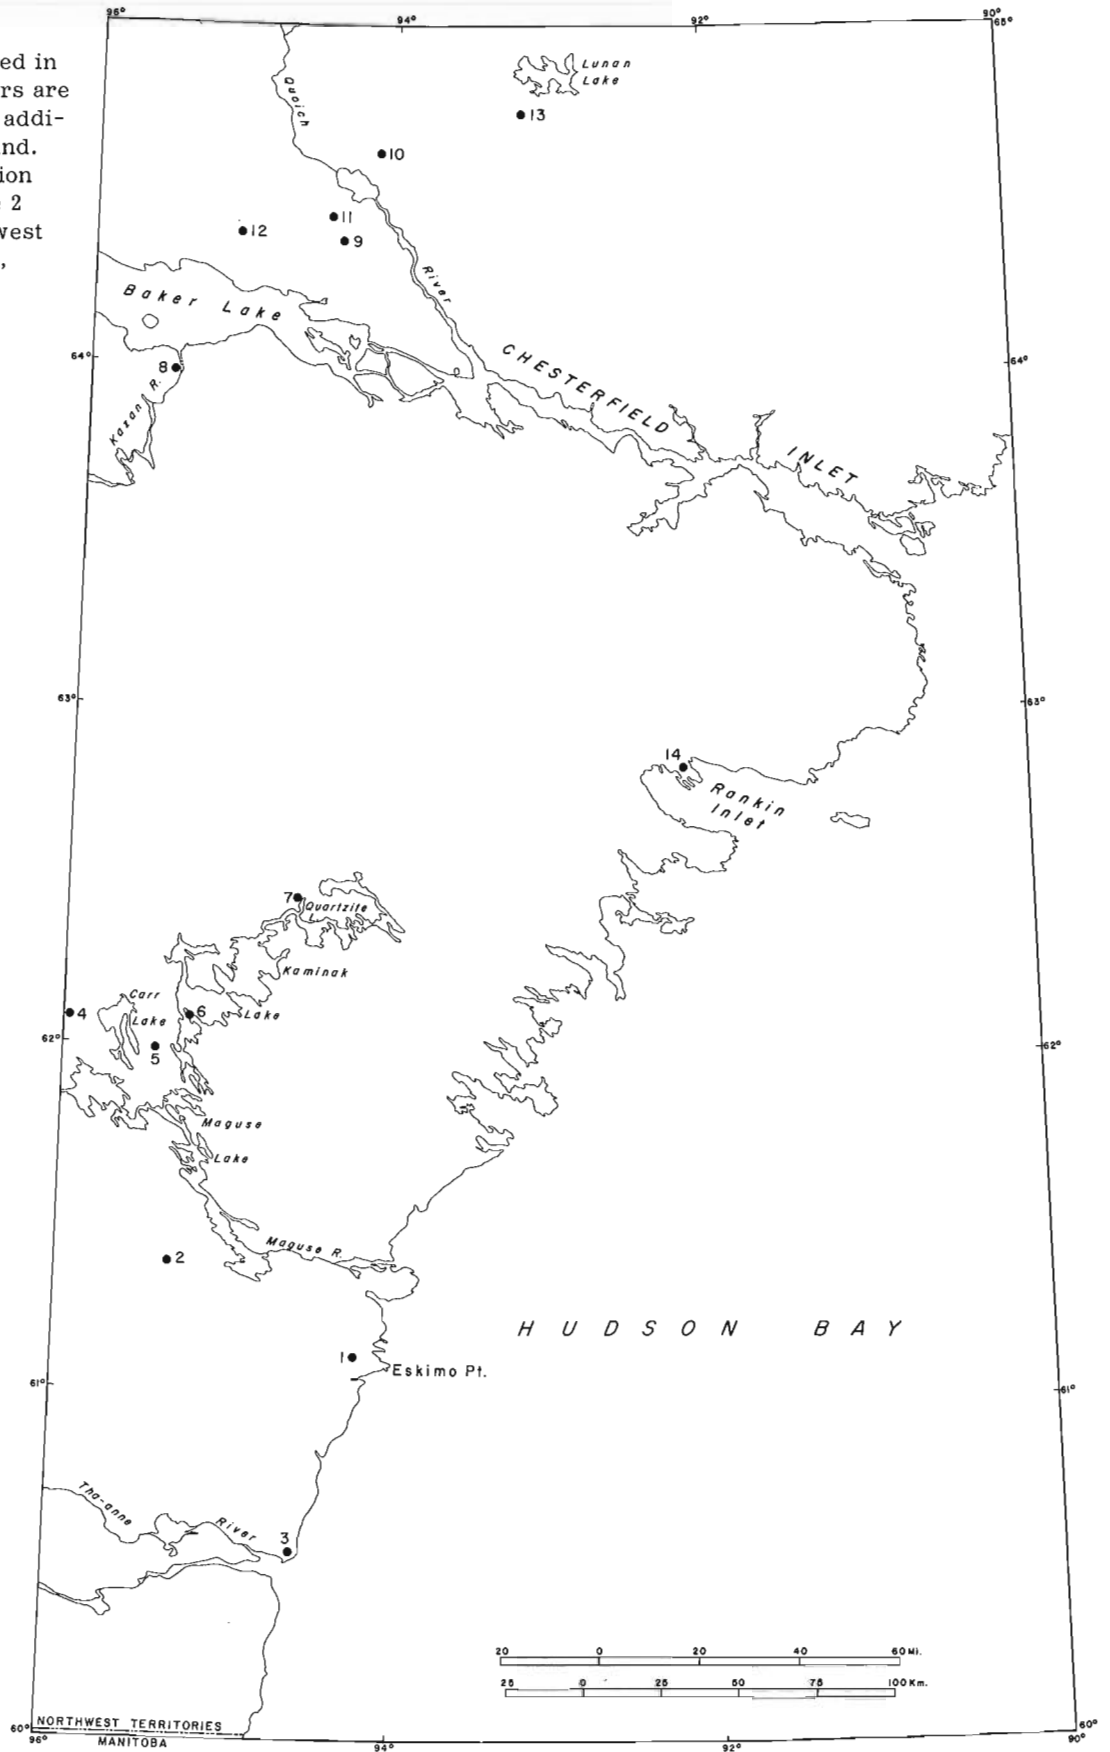 96°
94°
92°
90°
65°
ed in
rs are
addi-
nd.
ion
2
west
,
Lunan
Lake
Quoich
13
10
11
12
9
River
Baker Lake
CHESTERFIELD
INLET
64°
64°
8
Kazan R.
63°
63°
14
Rankin
Inlet
7
Quartzite
L.
Kaminak
Lake
Carr
Lake
4
6
5
62°
62°
Maguse
Lake
Maguse R.
2
HUDSON BAY
1
Eskimo Pt.
61°
61°
Tha-anne
River
3
20 0 20 40 60 MI.
25 0 25 50 75 100 Km.
NORTHWEST TERRITORIES
MANITOBA
60°
60°
96°
94°
92°
90°